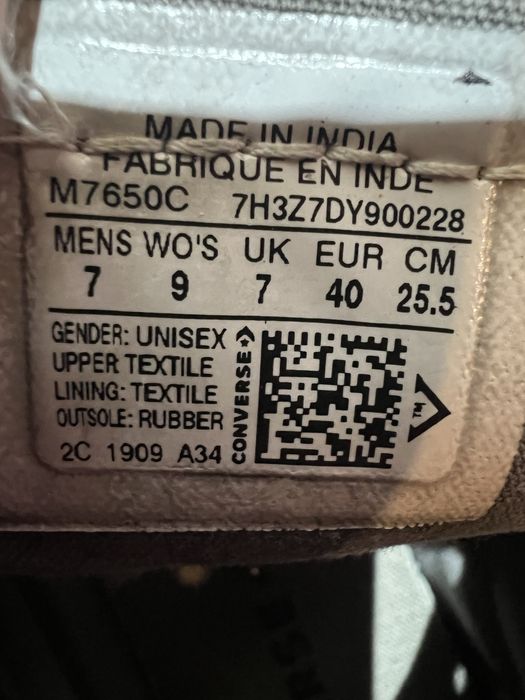 MADE IN INDIA
FABRIQUE EN INDE
M7650C 7H3Z7DY900228
MENS WO'S UK EUR CM
7 9 7 40 25.5
GENDER: UNISEX
UPPER TEXTILE
LINING: TEXTILE
OUTSOLE: RUBBER
2C 1909 A34
CONVERSE
TM